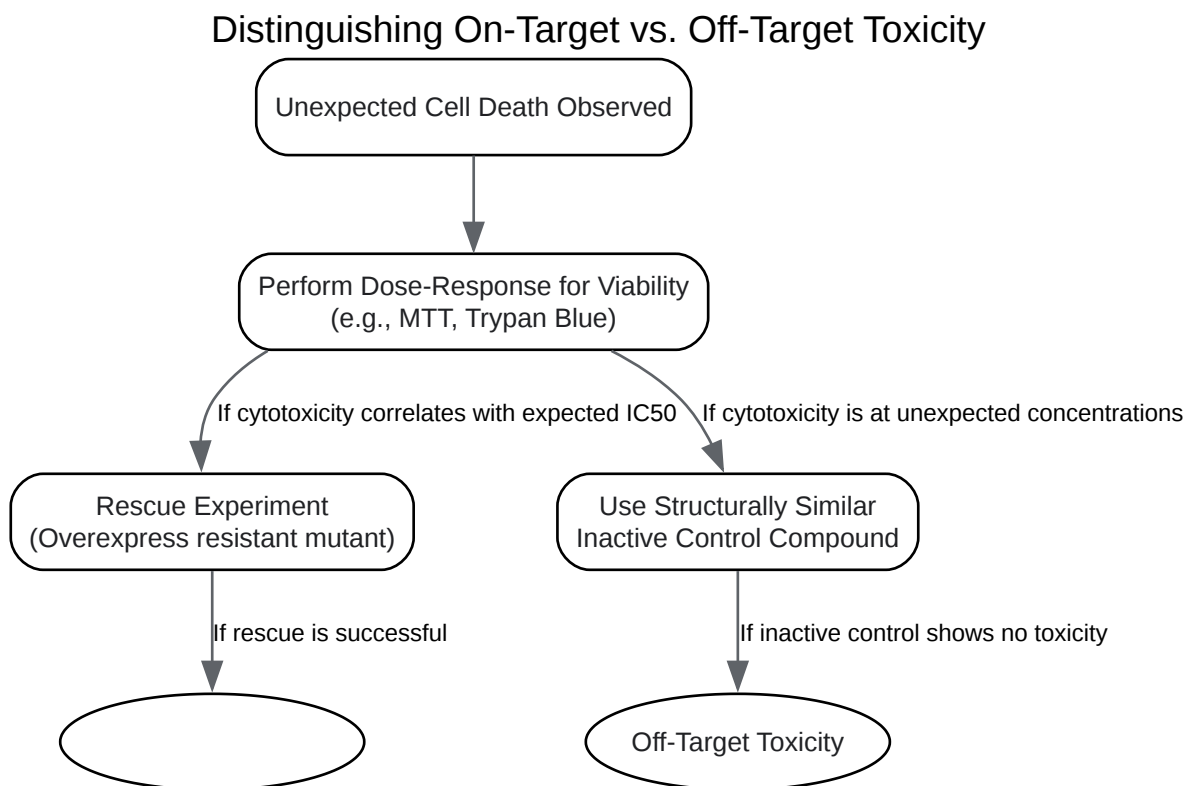 Distinguishing On-Target vs. Off-Target Toxicity
Unexpected Cell Death Observed
Perform Dose-Response for Viability
(e.g., MTT, Trypan Blue)
If cytotoxicity correlates with expected IC50
If cytotoxicity is at unexpected concentrations
Rescue Experiment
(Overexpress resistant mutant)
Use Structurally Similar
Inactive Control Compound
If rescue is successful
If inactive control shows no toxicity
Off-Target Toxicity